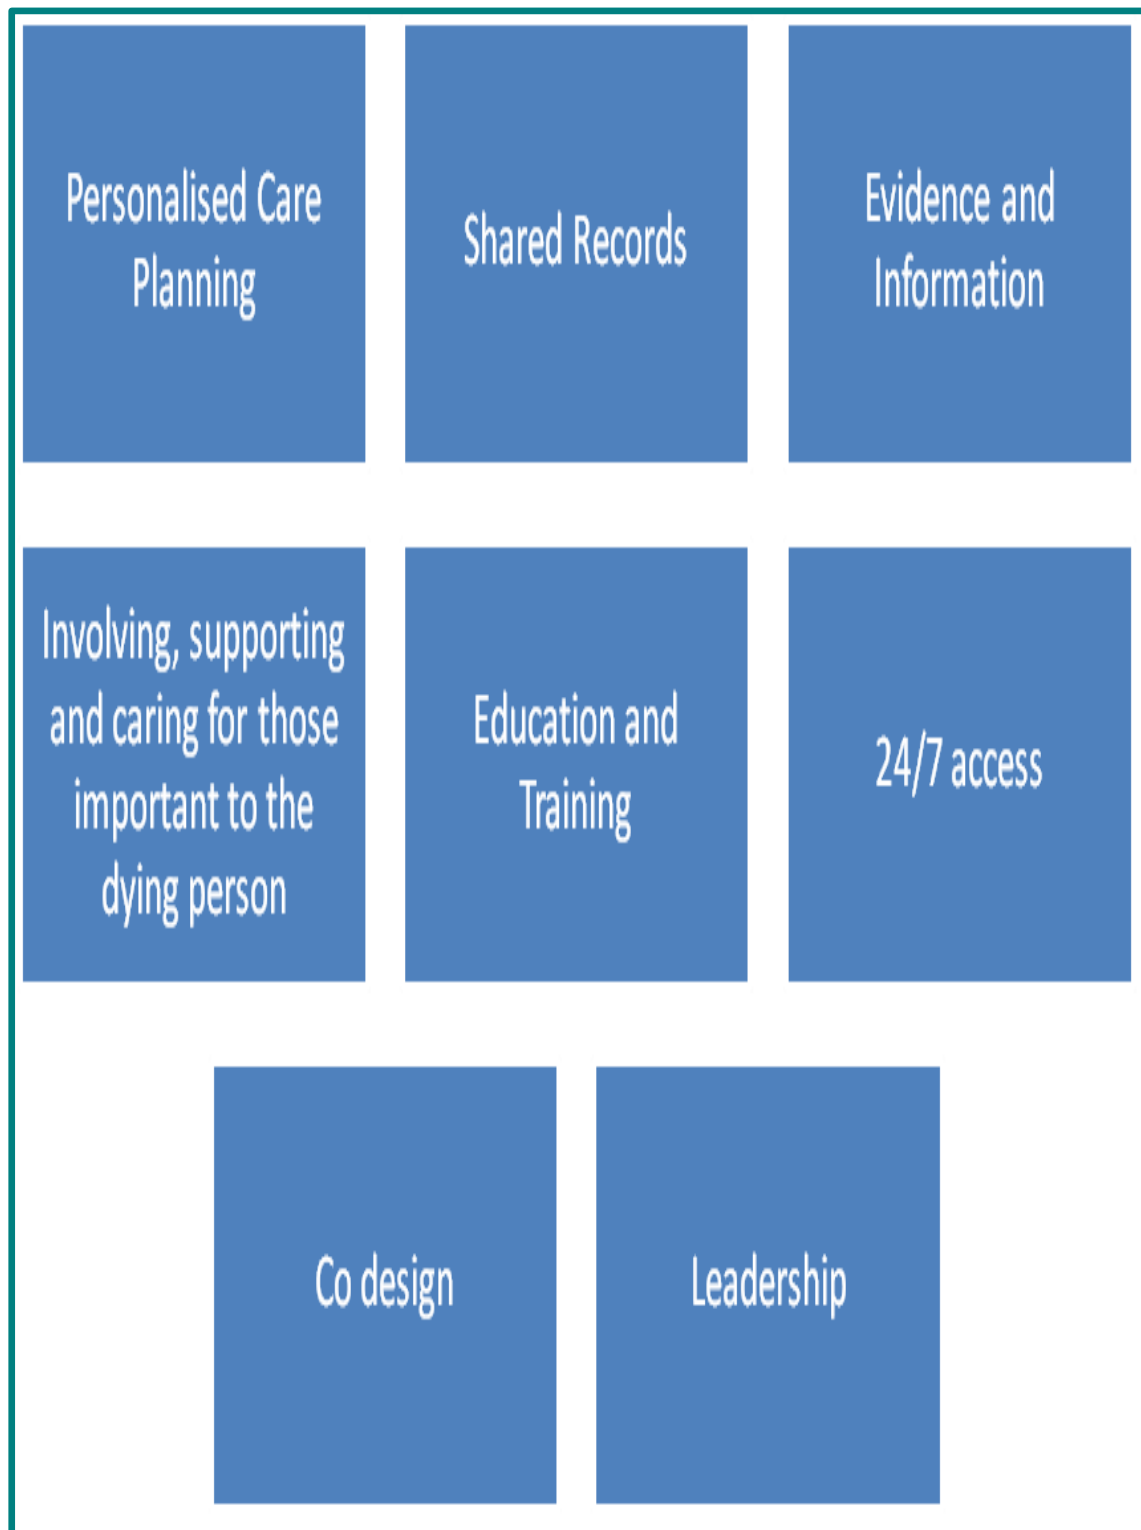 Personalised Care
Planning
Shared Records
Evidence and
Information
Involving, supporting
and caring for those
important to the
dying person
Education and
Training
24/7 access
Co design
Leadership